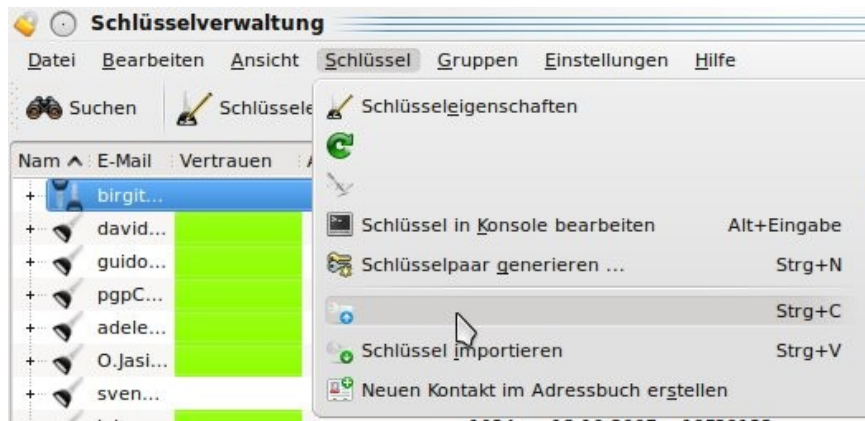 Schlüsselverwaltung
Datei Bearbeiten Ansicht Schlüssel Gruppen Einstellungen Hilfe
Suchen Schlüssele
Nam E-Mail Vertrauen
birgit...
david...
guido...
pgpC...
adele...
O.Jasi...
sven...
Schlüsseleigenschaften
Schlüssel in Konsole bearbeiten Alt+Eingabe
Schlüsselpaar generieren ... Strg+N
Strg+C
Schlüssel importieren Strg+V
Neuen Kontakt im Adressbuch erstellen